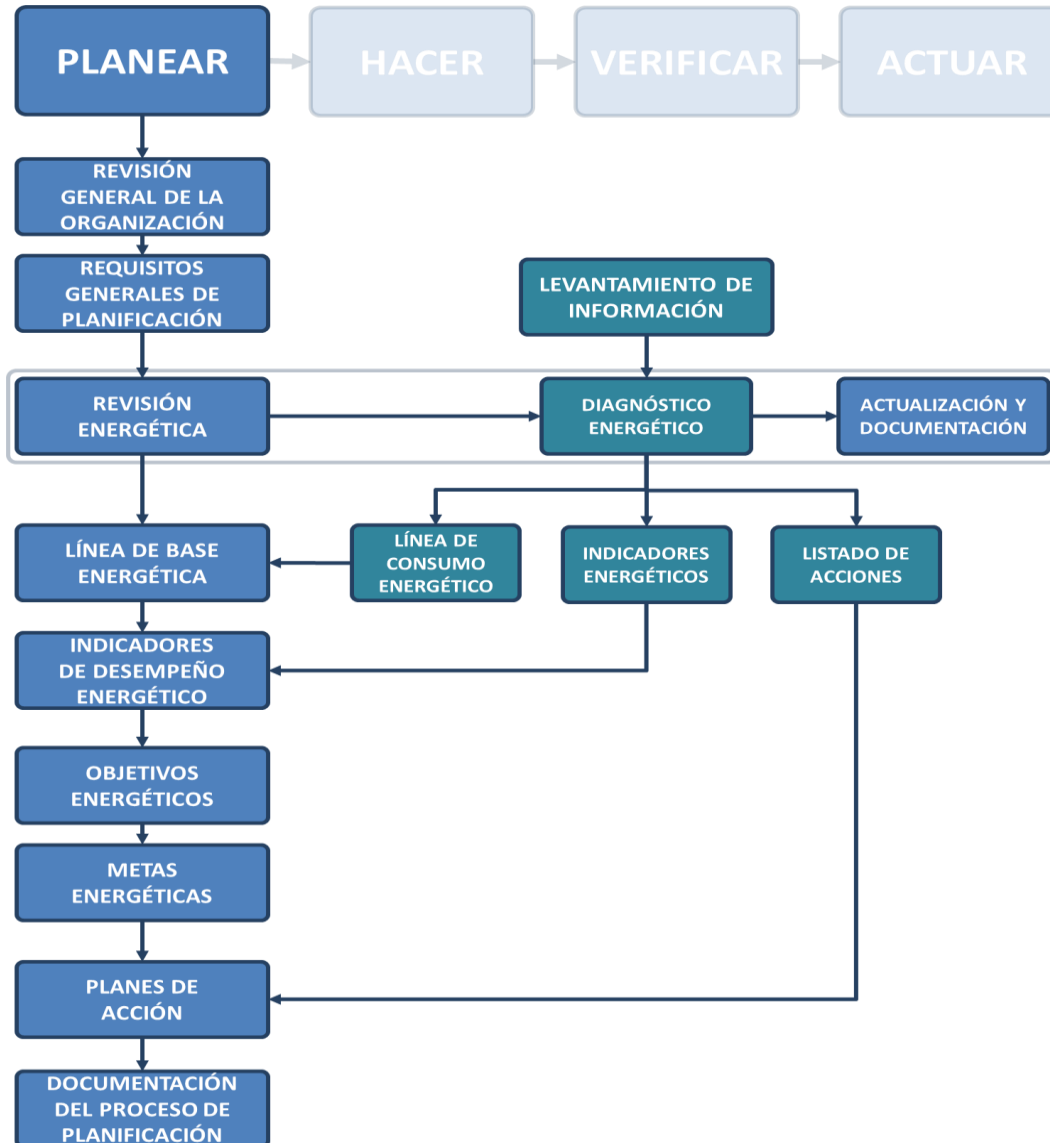 PLANEAR
HACER
VERIFICAR
ACTUAR
REVISIÓN
GENERAL DE LA
ORGANIZACIÓN
REQUISITOS
GENERALES DE
PLANIFICACIÓN
LEVANTAMIENTO DE
INFORMACIÓN
REVISIÓN
ENERGÉTICA
DIAGNÓSTICO
ENERGÉTICO
ACTUALIZACIÓN Y
DOCUMENTACIÓN
LÍNEA DE BASE
ENERGÉTICA
LÍNEA DE
CONSUMO
ENERGÉTICO
INDICADORES
ENERGÉTICOS
LISTADO DE
ACCIONES
INDICADORES
DE DESEMPEÑO
ENERGÉTICO
OBJETIVOS
ENERGÉTICOS
METAS
ENERGÉTICAS
PLANES DE
ACCIÓN
DOCUMENTACIÓN
DEL PROCESO DE
PLANIFICACIÓN